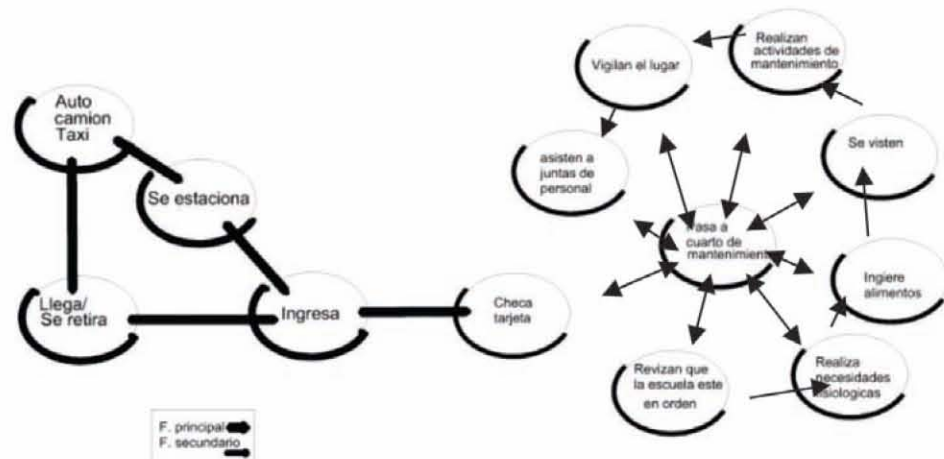 Auto
camion
Taxi
Se estaciona
Llega/
Se retira
Ingresa
Checa
tarjeta
F. principal
F. secundario
Realizan
actividades de
mantenimiento
Vigilan el lugar
asisten a
juntas de
personal
Se visten
Pasa a
cuarto de
mantenimiento
Ingiere
alimentos
Revizan que
la escuela este
en orden
Realiza
necesidades
fisiologicas